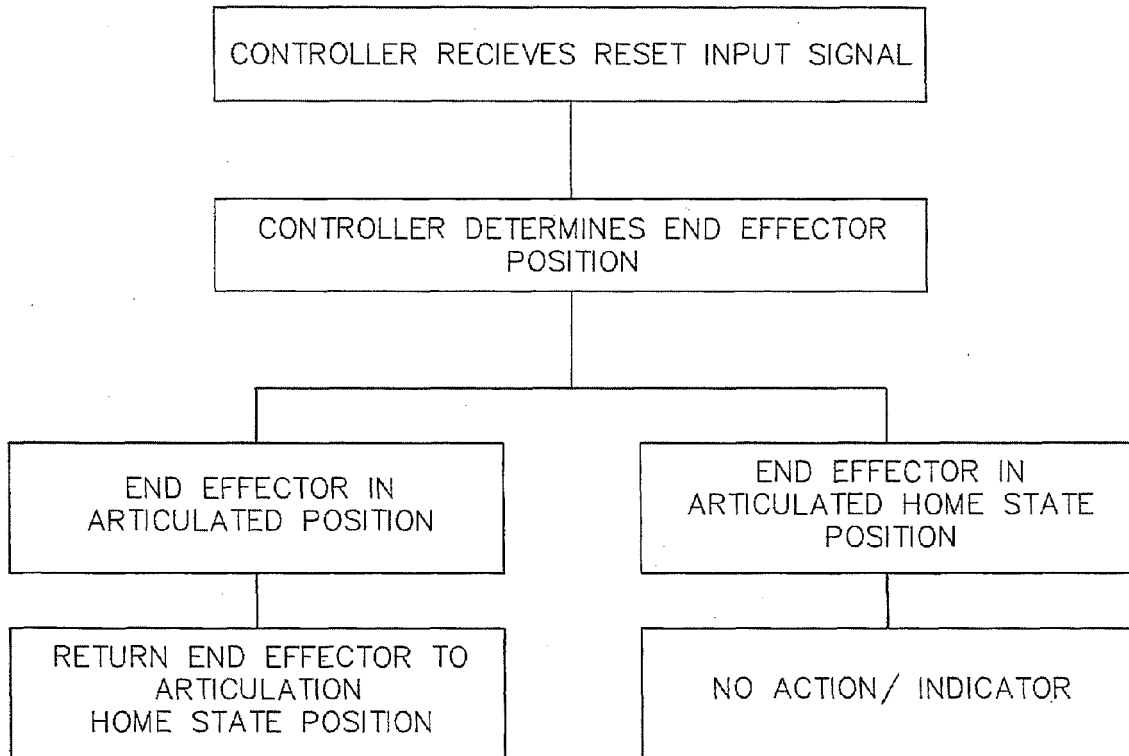 CONTROLLER RECIEVES RESET INPUT SIGNAL
CONTROLLER DETERMINES END EFFECTOR
POSITION
END EFFECTOR IN
ARTICULATED POSITION
END EFFECTOR IN
ARTICULATED HOME STATE
POSITION
RETURN END EFFECTOR TO
ARTICULATION
HOME STATE POSITION
NO ACTION/ INDICATOR